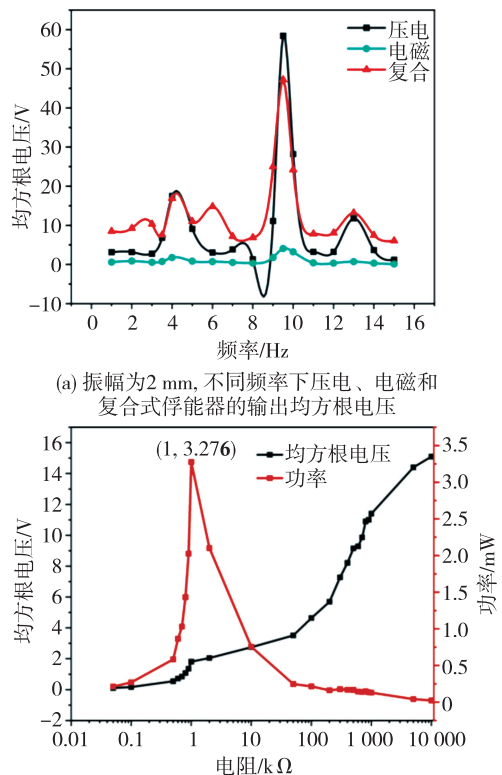 60
50
40
30
20
10
0
-10
均方根电压/V
压电
电磁
复合
0 2 4 6 8 10 12 14 16
频率/Hz
(a) 振幅为2 mm, 不同频率下压电、电磁和
复合式俘能器的输出均方根电压
16
14
12
10
8
6
4
2
0
-2
均方根电压/V
(1, 3.276)
均方根电压
功率
3.5
3.0
2.5
2.0
1.5
1.0
0.5
0
功率/mW
0.01 0.1 1 10 100 1 000 10 000
电阻/kΩ